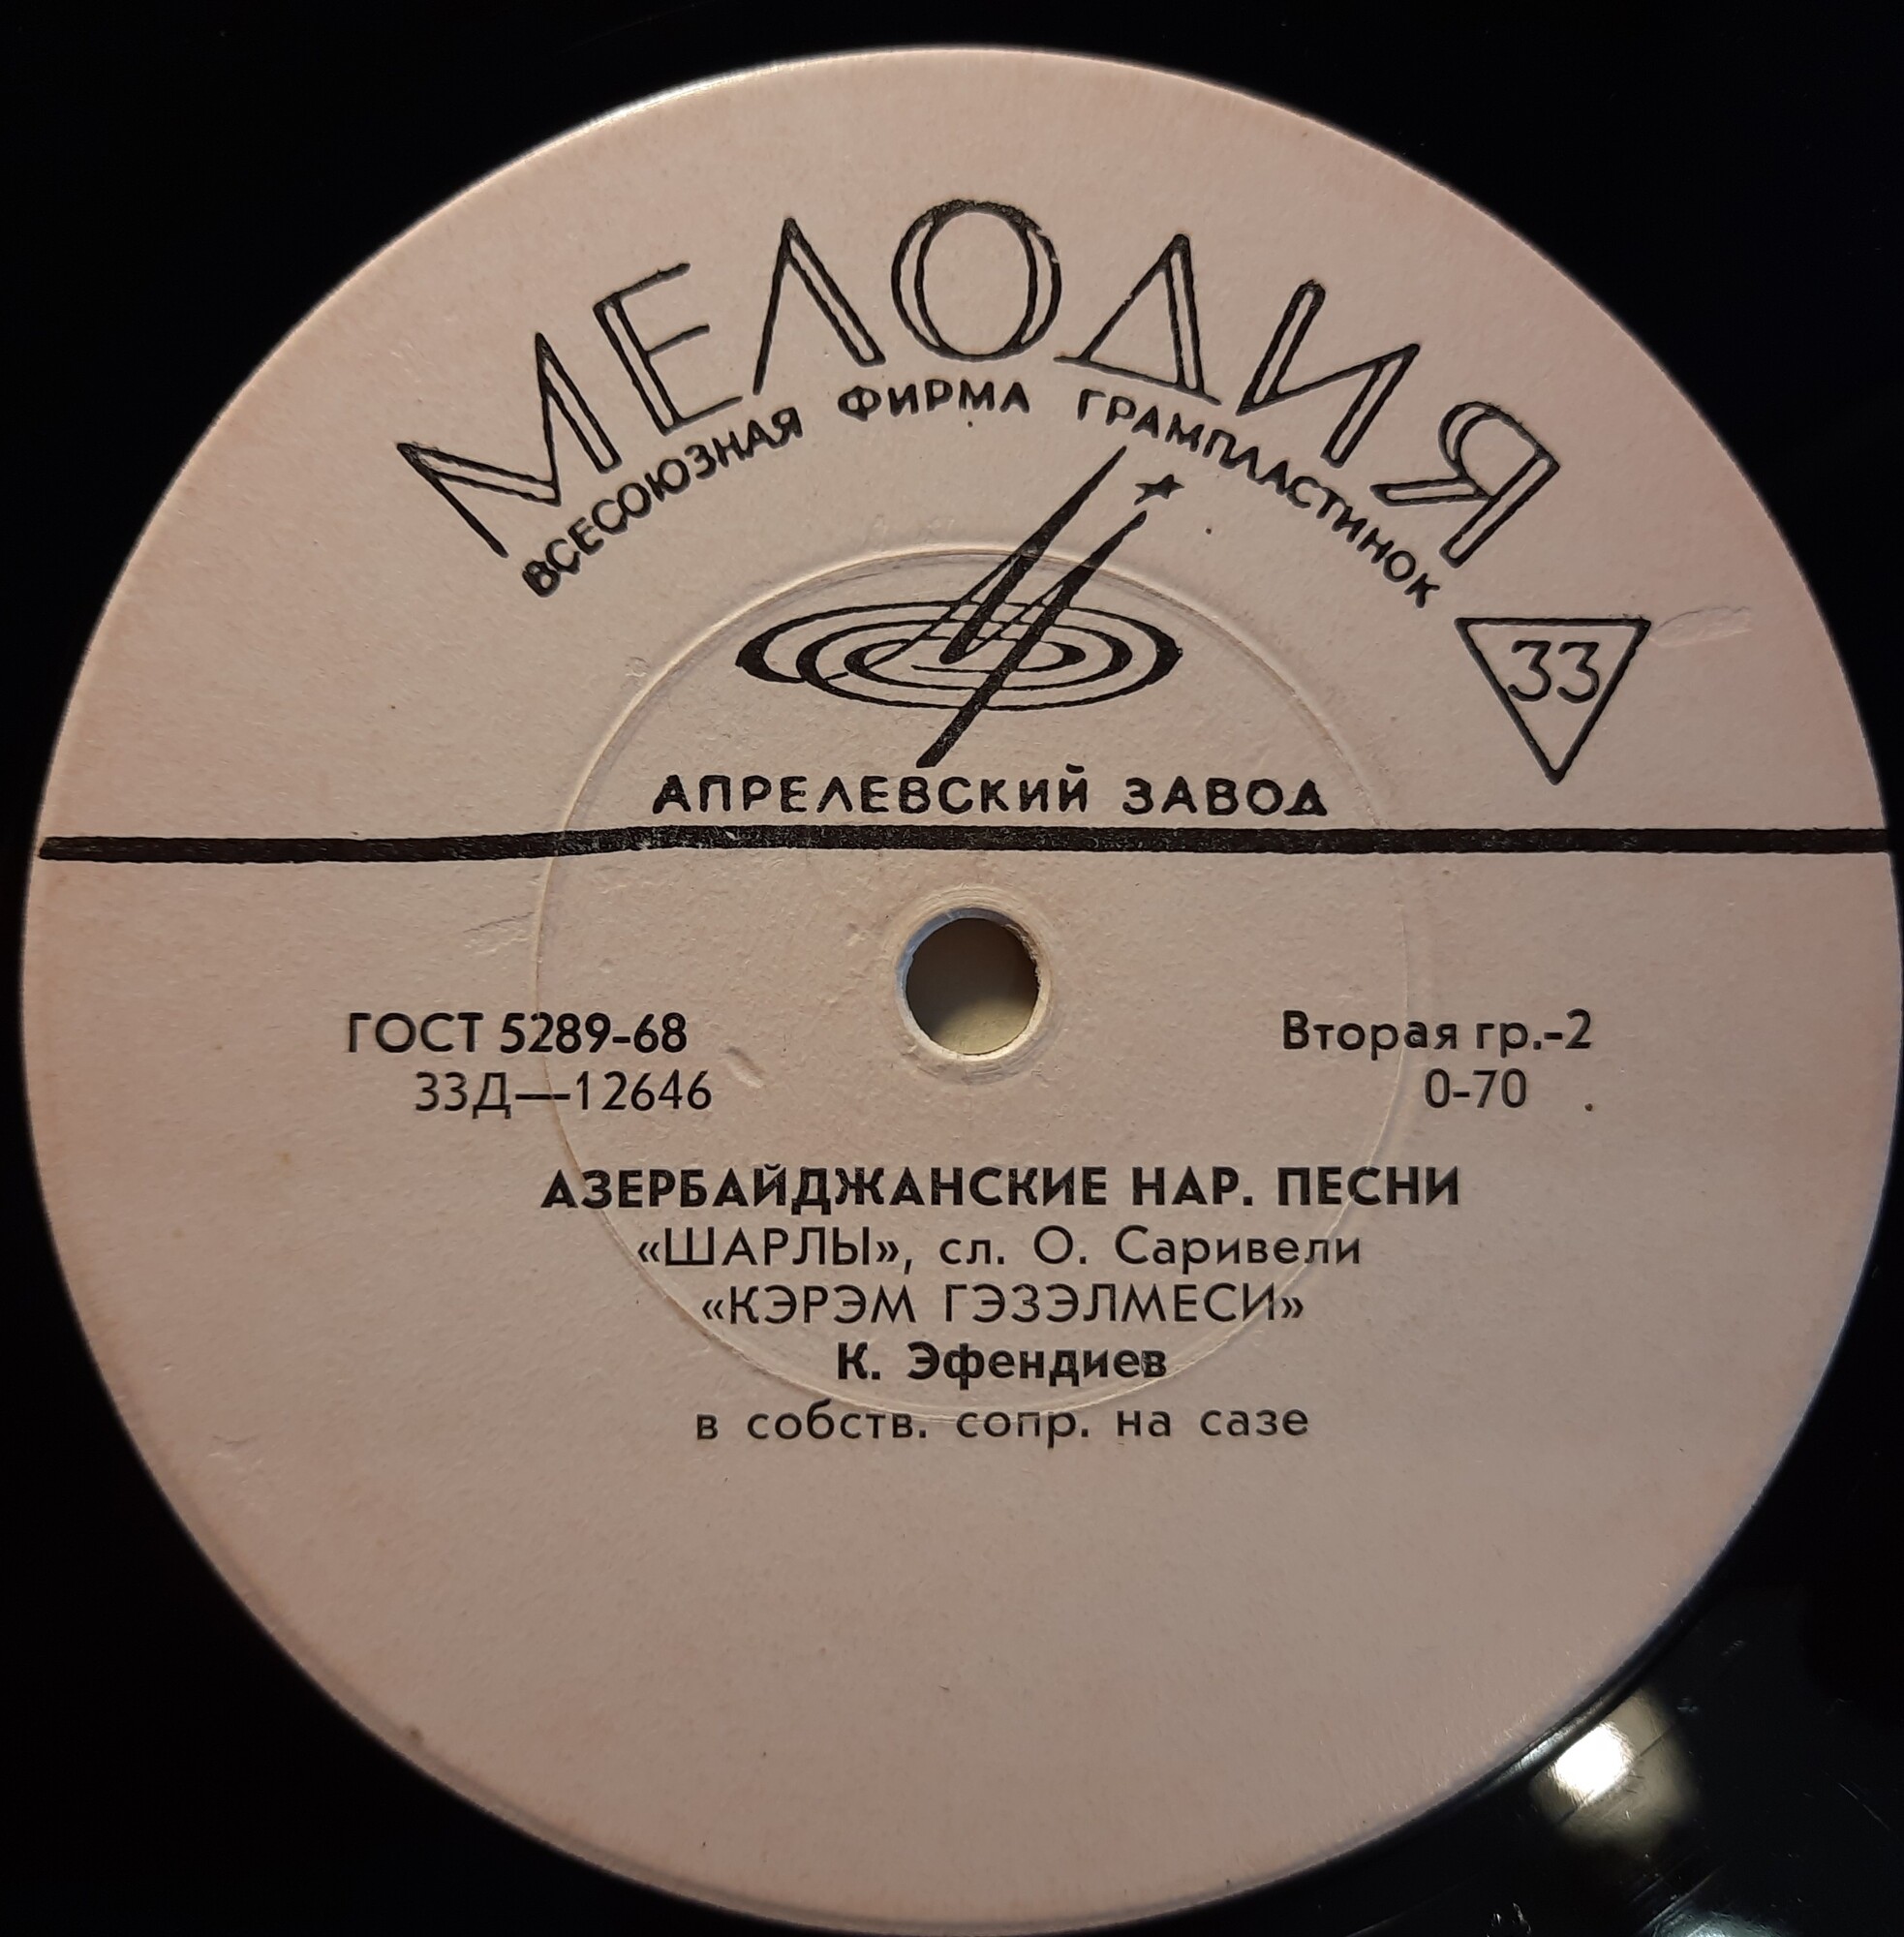 МЕЛОДИЯ
ВСЕСОЮЗНАЯ ФИРМА ГРАМПЛАСТИНОК
33
АПРЕЛЕВСКИЙ ЗАВОД
ГОСТ 5289-68
Вторая гр.-2
33Д—12646
0-70
АЗЕРБАЙДЖАНСКИЕ НАР. ПЕСНИ
«ШАРЛЫ», сл. О. Саривели
«КЭРЭМ ГЭЗЭЛМЕСИ»
К. Эфендиев
в собств. сопр. на сазе